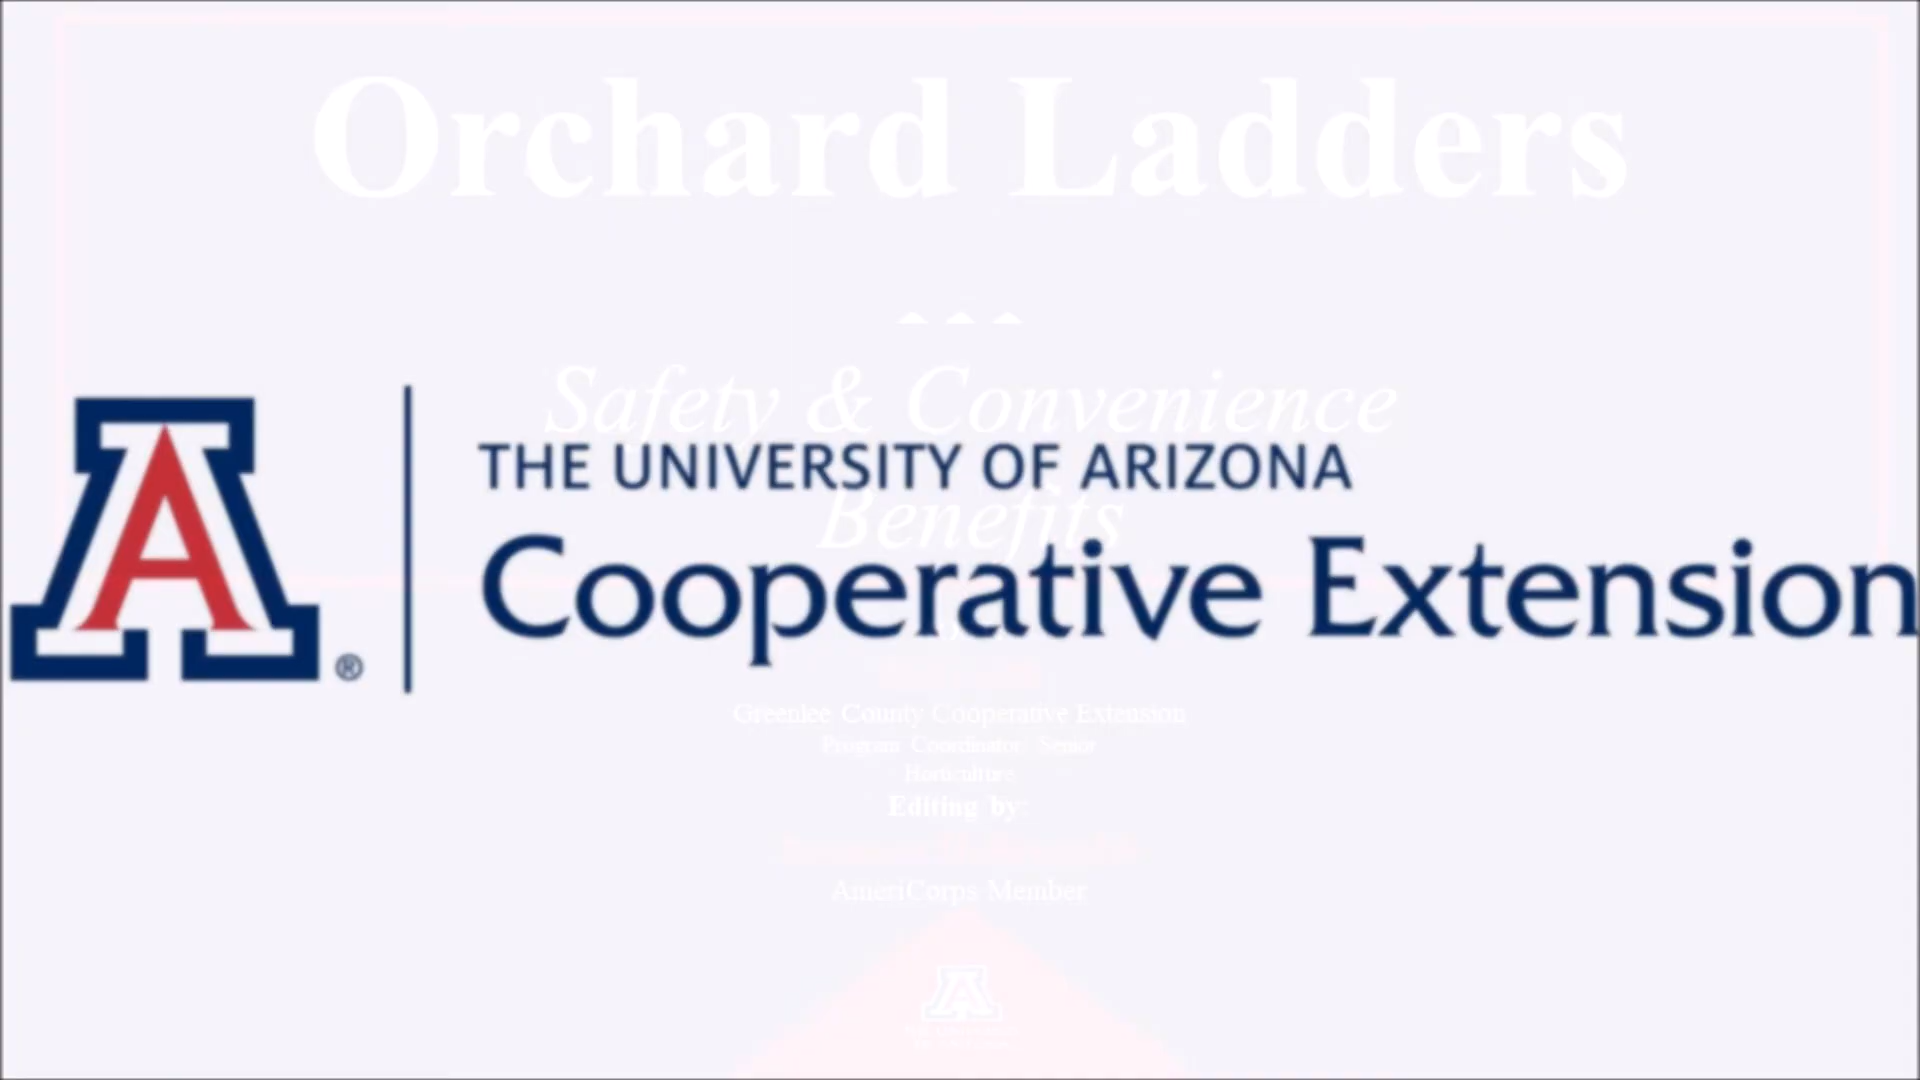 Orchard Ladders
Safety & Convenience
THE UNIVERSITY OF ARIZONA
Benefits
Cooperative Extension
A
®
Greenlee County Cooperative Extension
Program Coordinator, Senior
Horticulture
Editing by:
AmeriCorps Member
A